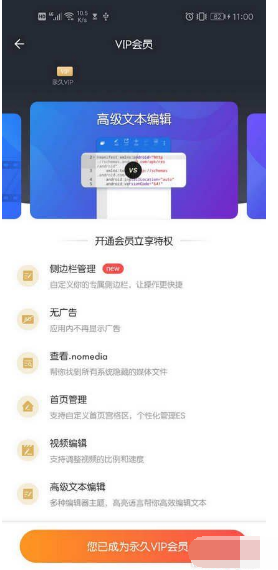 10.5
K/s
82
11:00
VIP会员
VIP
永久VIP
高级文本编辑
VS
开通会员立享特权
侧边栏管理 new
自定义你的专属侧边栏，让操作更快捷
无广告
应用内不再显示广告
查看.nomedia
帮你找到所有系统隐藏的媒体文件
首页管理
支持自定义首页宫格区，个性化管理ES
视频编辑
支持调整视频的比例和速度
高级文本编辑
多种编辑器主题，高亮语言帮你高效编辑文本
您已成为永久VIP会员